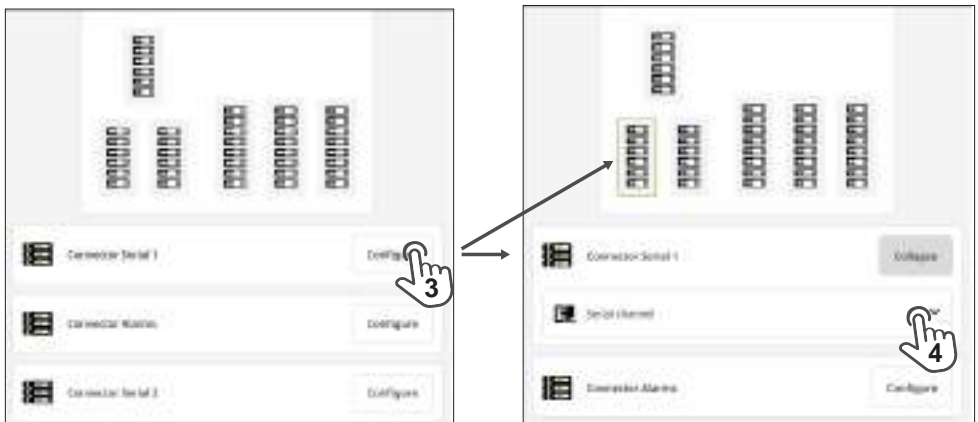 Connector Serial 1
Configure
3
Connector Alarms
Configure
Connector Serial 2
Configure
Connector Serial 1
Collapse
Serial channel
4
Connector Alarms
Configure